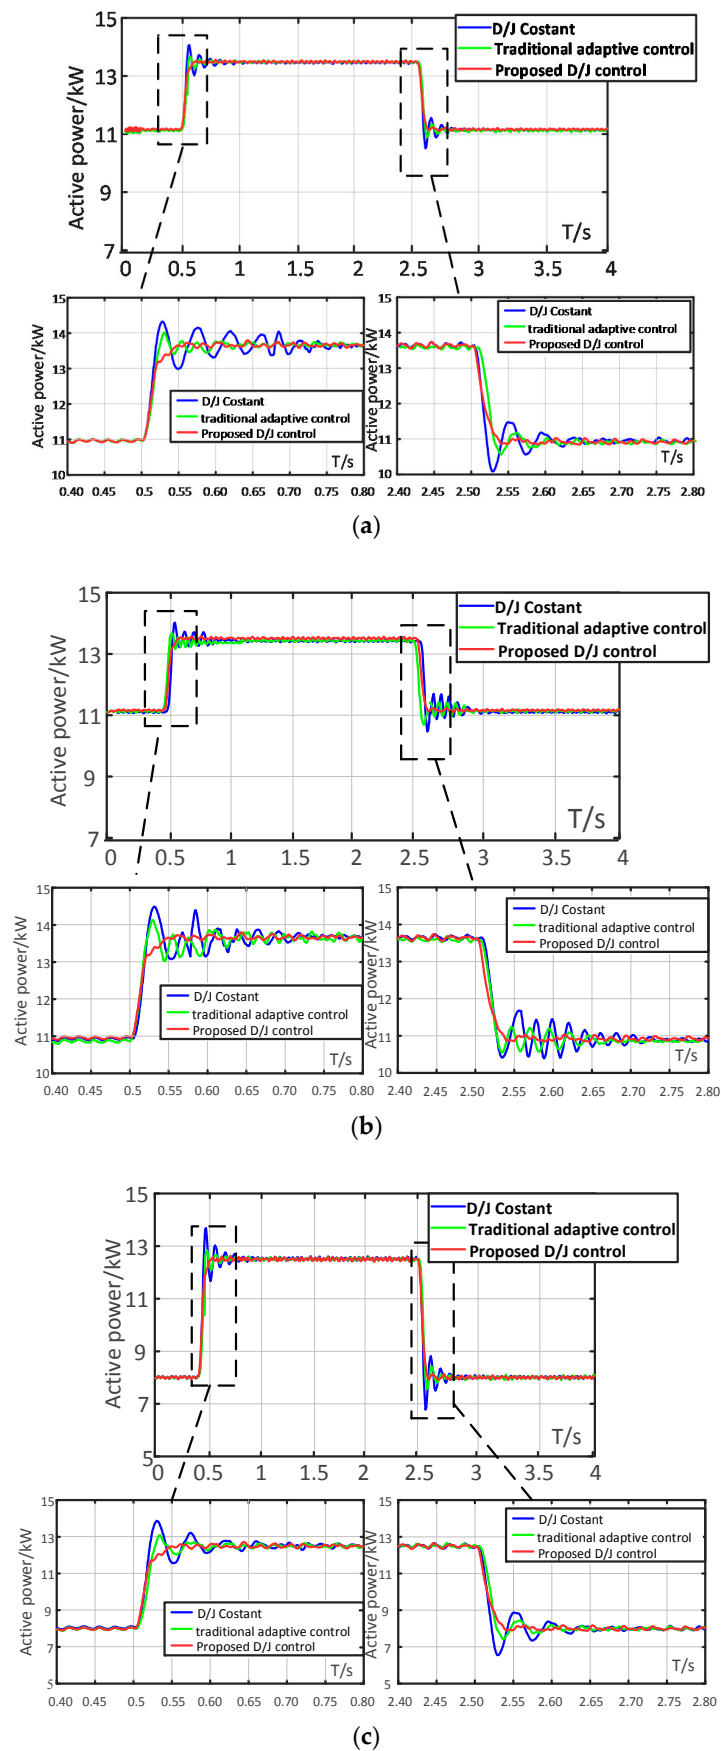 15
13
11
9
7
Active power/kW
D/J Costant
Traditional adaptive control
Proposed D/J control
T/s
0 0.5 1 1.5 2 2.5 3 3.5 4
15
14
13
12
11
10
Active power/kW
D/J Costant
traditional adaptive control
Proposed D/J control
T/s
0.40 0.45 0.5 0.55 0.60 0.65 0.70 0.75 0.80
15
14
13
12
11
10
Active power/kW
D/J Costant
traditional adaptive control
Proposed D/J control
T/s
2.40 2.45 2.50 2.55 2.60 2.65 2.70 2.75 2.80
(a)
15
13
11
9
7
Active power/kW
D/J Costant
Traditional adaptive control
Proposed D/J control
T/s
0 0.5 1 1.5 2 2.5 3 3.5 4
15
14
13
12
11
10
Active power/kW
D/J Costant
traditional adaptive control
Proposed D/J control
T/s
0.40 0.45 0.50 0.55 0.60 0.65 0.70 0.75 0.80
15
14
13
12
11
10
Active power/kW
D/J Costant
traditional adaptive control
Proposed D/J control
T/s
2.40 2.45 2.50 2.55 2.60 2.65 2.70 2.75 2.80
(b)
15
13
11
9
7
5
Active power/kW
D/J Costant
Traditional adaptive control
Proposed D/J control
T/s
0 0.5 1 1.5 2 2.5 3 3.5 4
15
13
11
9
7
5
Active power/kW
D/J Costant
traditional adaptive control
Proposed D/J control
T/s
0.40 0.45 0.50 0.55 0.60 0.65 0.70 0.75 0.80
15
13
11
9
7
5
Active power/kW
D/J Costant
traditional adaptive control
Proposed D/J control
T/s
2.40 2.45 2.50 2.55 2.60 2.65 2.70 2.75 2.80
(c)